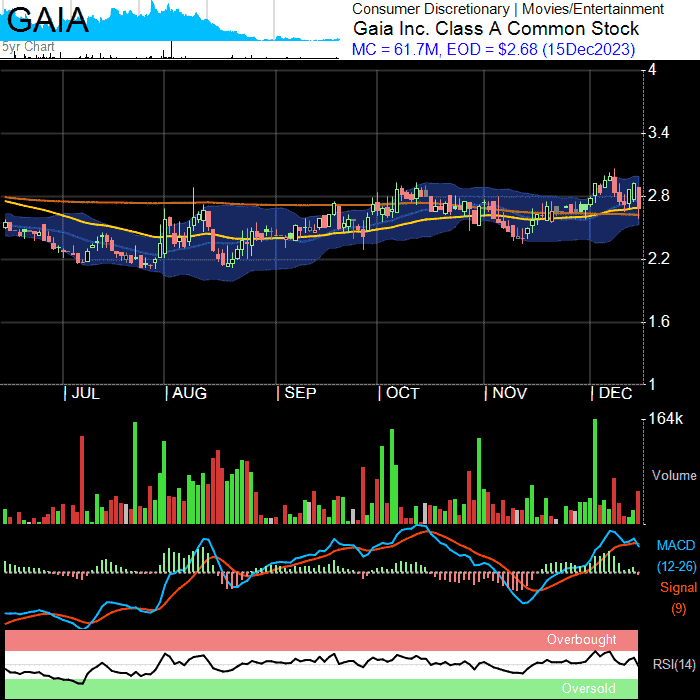 GAIA
5yr Chart
Consumer Discretionary | Movies/Entertainment
Gaia Inc. Class A Common Stock
MC = 61.7M, EOD = $2.68 (15Dec2023)
4
3.4
2.8
2.2
1.6
1
| JUL | AUG | SEP | OCT | NOV | DEC
164k
Volume
MACD
(12-26)
Signal
(9)
Overbought
RSI(14)
Oversold